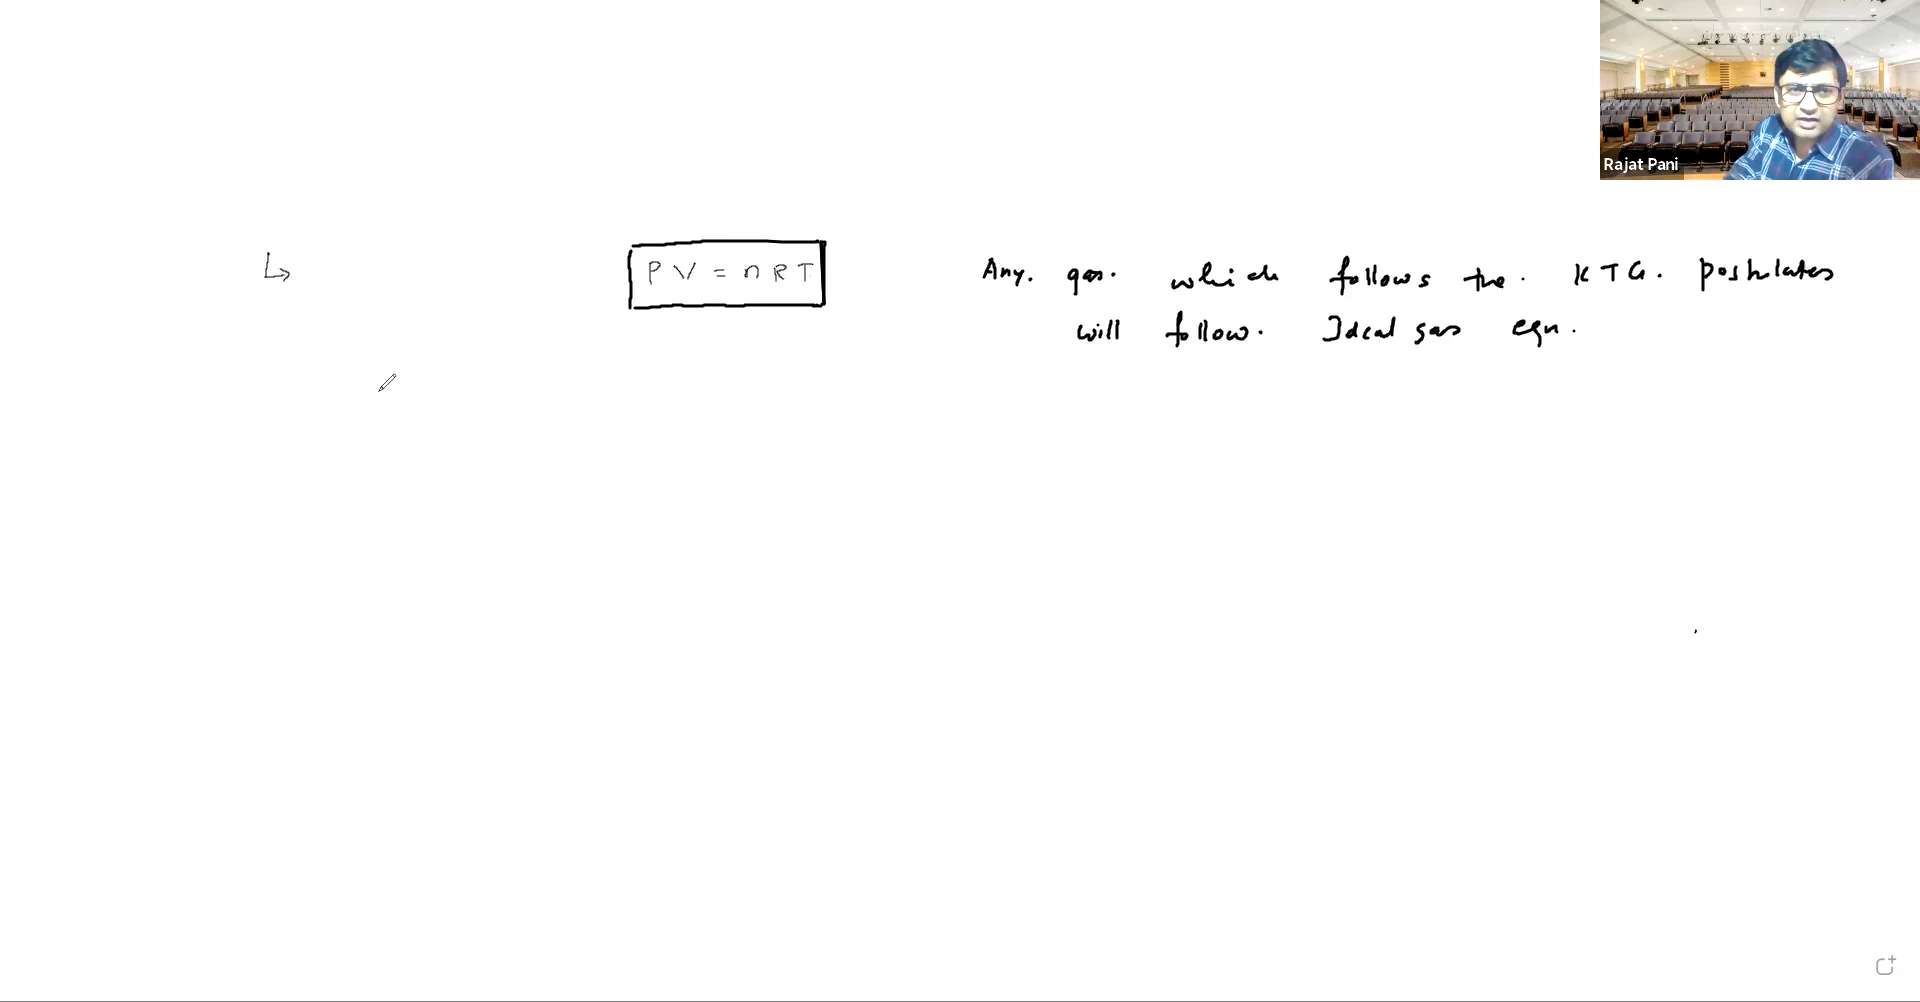 Rajat Pani
PV = nRT
Any. gas. which follows the. KTG. postulates
will follow. Ideal gas eqn.